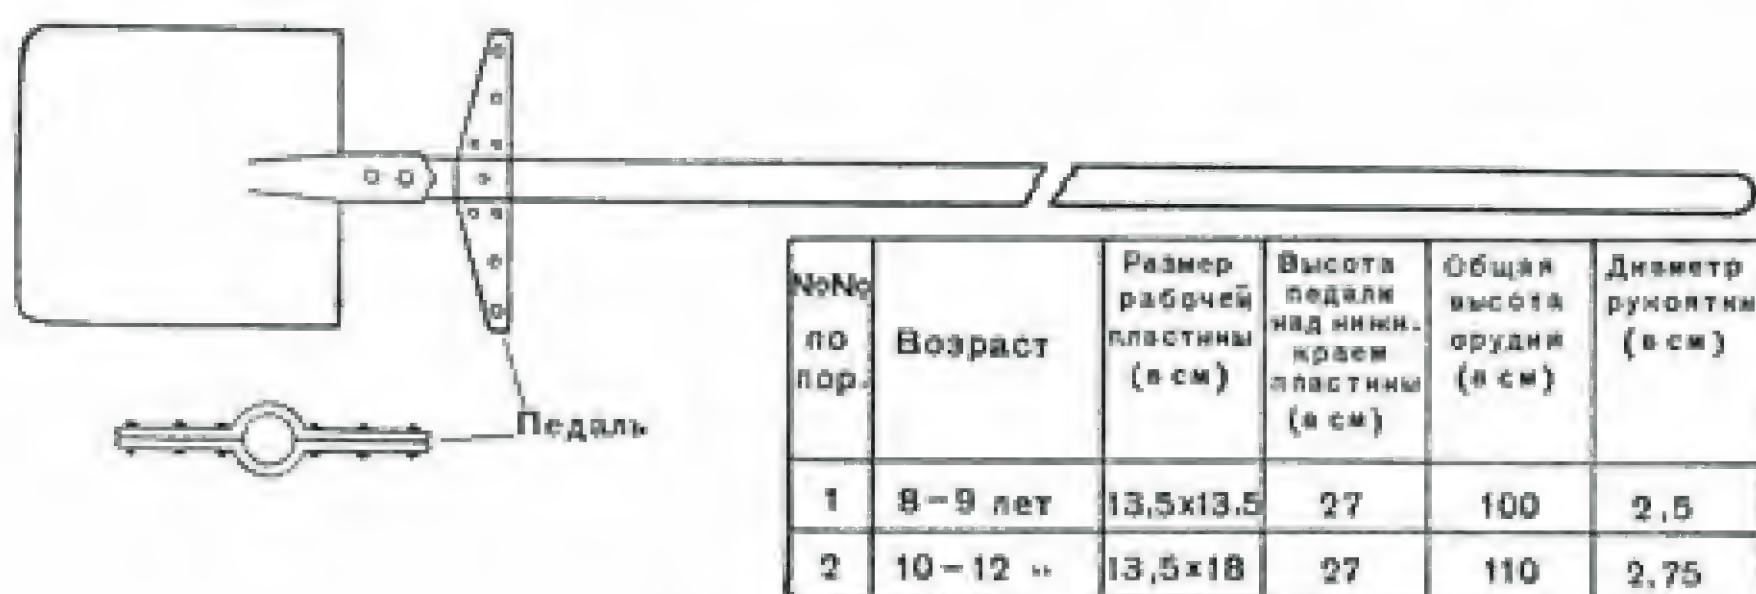 Педаль
№№
по
пор.
Возраст
Размер
рабочей
пластины
(в см)
Высота
педали
над нижн.
краем
пластины
(в см)
Общая
высота
орудий
(в см)
Диаметр
рукоятки
(в см)
1 8-9 лет 13,5x13.5 27 100 2,5
2 10-12 " 13,5x18 27 110 2,75